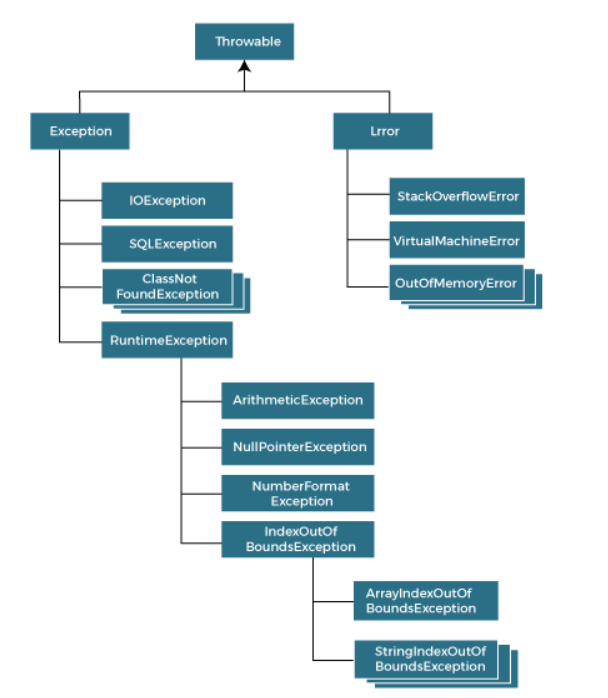 Throwable
Exception
Lrror
IOException
SQLException
ClassNot
FoundException
RuntimeException
StackOverflowError
VirtualMachineError
OutOfMemoryError
ArithmeticException
NullPointerException
NumberFormat
Exception
IndexOutOf
BoundsException
ArrayIndexOutOf
BoundsException
StringIndexOutOf
BoundsException